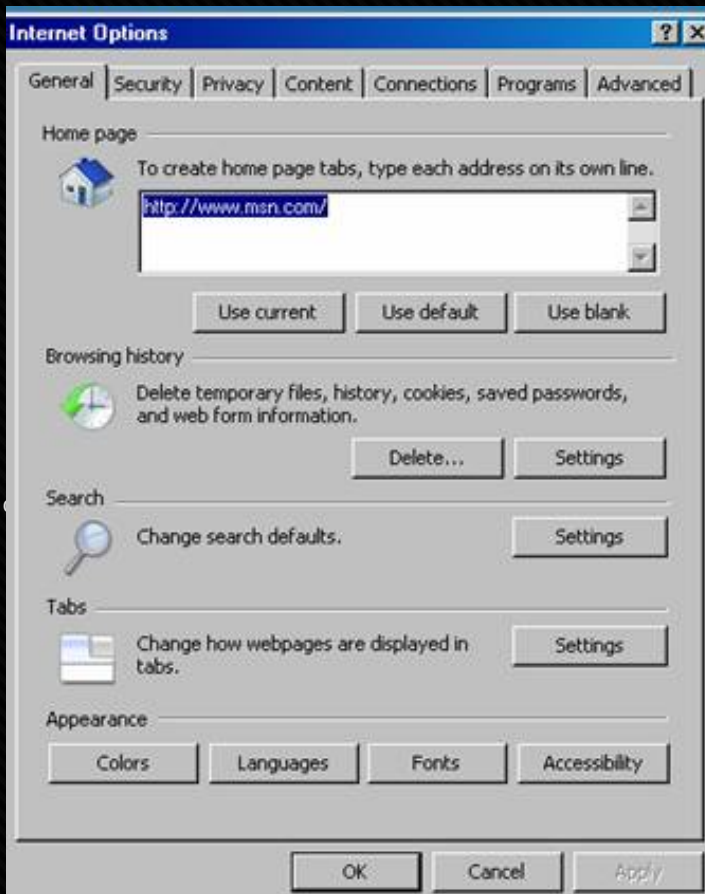 Internet Options
General Security Privacy Content Connections Programs Advanced
Home page
To create home page tabs, type each address on its own line.
http://www.msn.com/
Use current Use default Use blank
Browsing history
Delete temporary files, history, cookies, saved passwords,
and web form information.
Delete... Settings
Search
Change search defaults.
Settings
Tabs
Change how webpages are displayed in
tabs.
Settings
Appearance
Colors Languages Fonts Accessibility
OK Cancel Apply